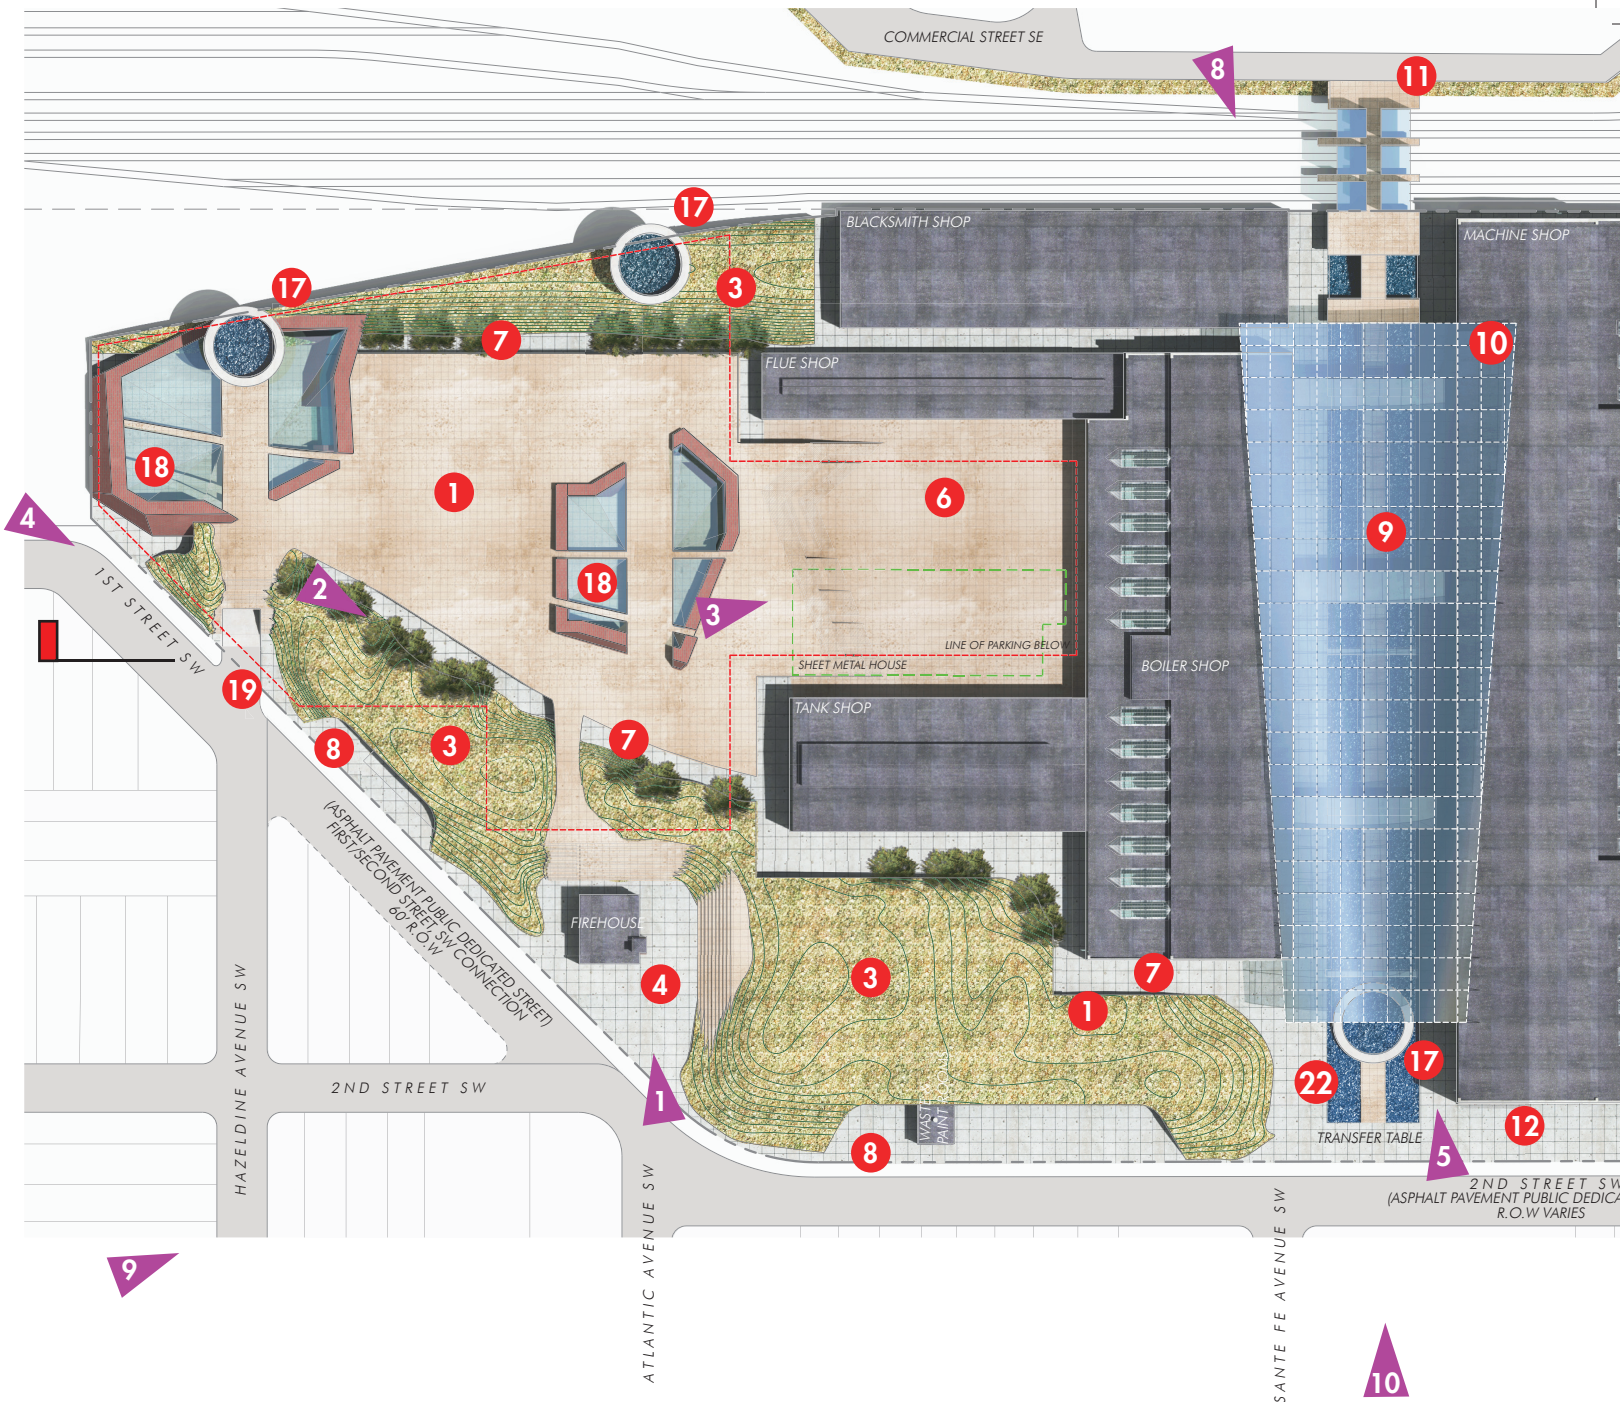 COMMERCIAL STREET SE
8
11
17
BLACKSMITH SHOP
MACHINE SHOP
17
3
7
10
FLUE SHOP
18
1
6
4
9
18
2
3
1ST STREET SW
LINE OF PARKING BELOW
SHEET METAL HOUSE
BOILER SHOP
19
TANK SHOP
8
3
7
(ASPHALT PAVEMENT PUBLIC DEDICATED STREET)
FIRST/SECOND STREET, SW CONNECTION
60' R.O.W
FIREHOUSE
4
3
7
1
HAZELDINE AVENUE SW
2ND STREET SW
1
17
22
WASTE
PAINT
8
12
TRANSFER TABLE
5
2ND STREET SW
(ASPHALT PAVEMENT PUBLIC DEDICA
R.O.W VARIES
ATLANTIC AVENUE SW
SANTE FE AVENUE SW
9
10